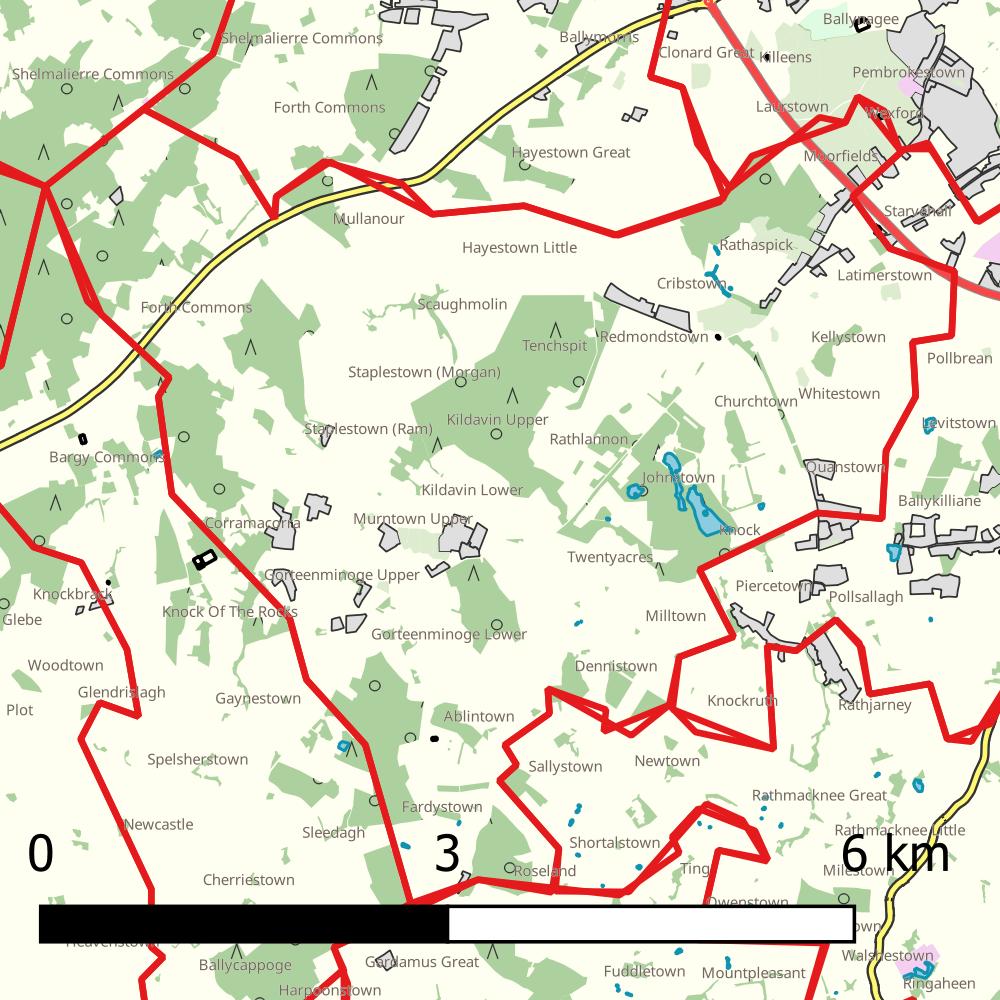 Ballynagee
Shelmalierre Commons
Ballymorris
Clonard Great
Killeens
Shelmalierre Commons
Pembrokestown
Forth Commons
Laurstown
Wexford
Hayestown Great
Moorfields
Mullanour
Starvehall
Hayestown Little
Rathaspick
Latimerstown
Cribstown
Forth Commons
Scaughmolin
Redmondstown
Kellystown
Tenchspit
Pollbrean
Staplestown (Morgan)
Whitestown
Churchtown
Kildavin Upper
Levitstown
Staplestown (Ram)
Rathlannon
Bargy Commons
Quanstown
Johnstown
Kildavin Lower
Ballykilliane
Corramacorra
Murntown Upper
Knock
Twentyacres
Gorteenminoge Upper
Piercetown
Knockbrack
Pollsallagh
Glebe
Knock Of The Rocks
Milltown
Gorteenminoge Lower
Woodtown
Dennistown
Glendrislagh
Gaynestown
Knockruth
Rathjarney
Plot
Ablintown
Spelsherstown
Newtown
Sallystown
Rathmacknee Great
Fardystown
Newcastle
Sleedagh
Rathmacknee Little
Shortalstown
0 3 6 km
Ting
Roseland
Milestown
Cherriestown
Owenstown
Heavenstown
Walshestown
Gardamus Great
Ballycappoge
Fuddletown
Mountpleasant
Ringaheen
Harpoonstown